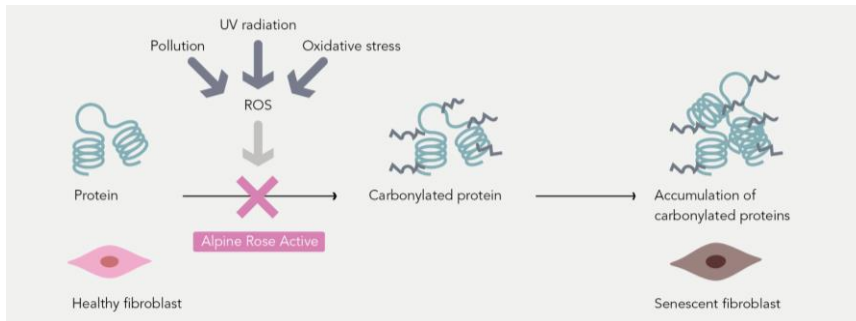 UV radiation
Pollution
Oxidative stress
ROS
Protein
Carbonylated protein
Accumulation of
carbonylated proteins
Alpine Rose Active
Healthy fibroblast
Senescent fibroblast